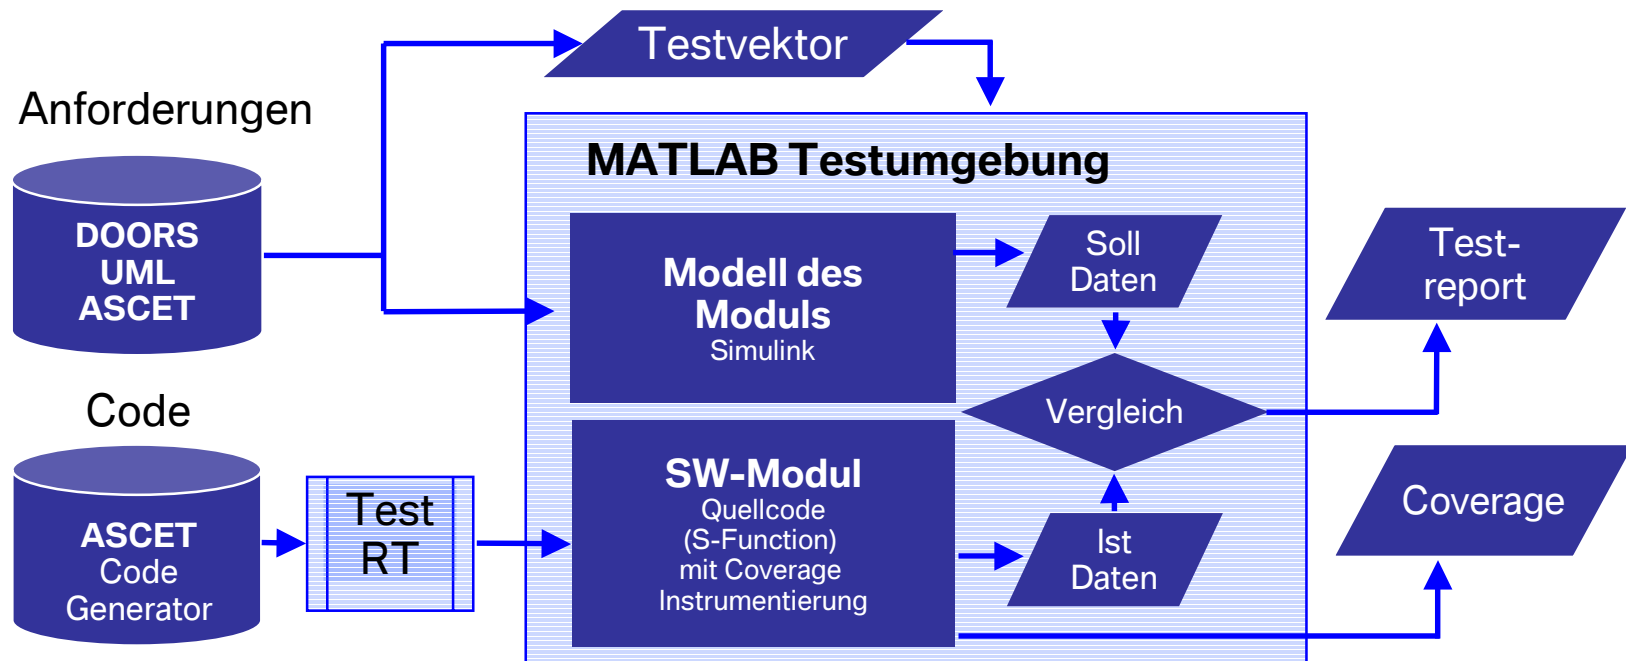 Testvektor
Anforderungen
DOORS
UML
ASCET
MATLAB Testumgebung
Modell des
Moduls
Simulink
Soll
Daten
Test-
report
Vergleich
Code
ASCET
Code
Generator
Test
RT
SW-Modul
Quellcode
(S-Function)
mit Coverage
Instrumentierung
Ist
Daten
Coverage